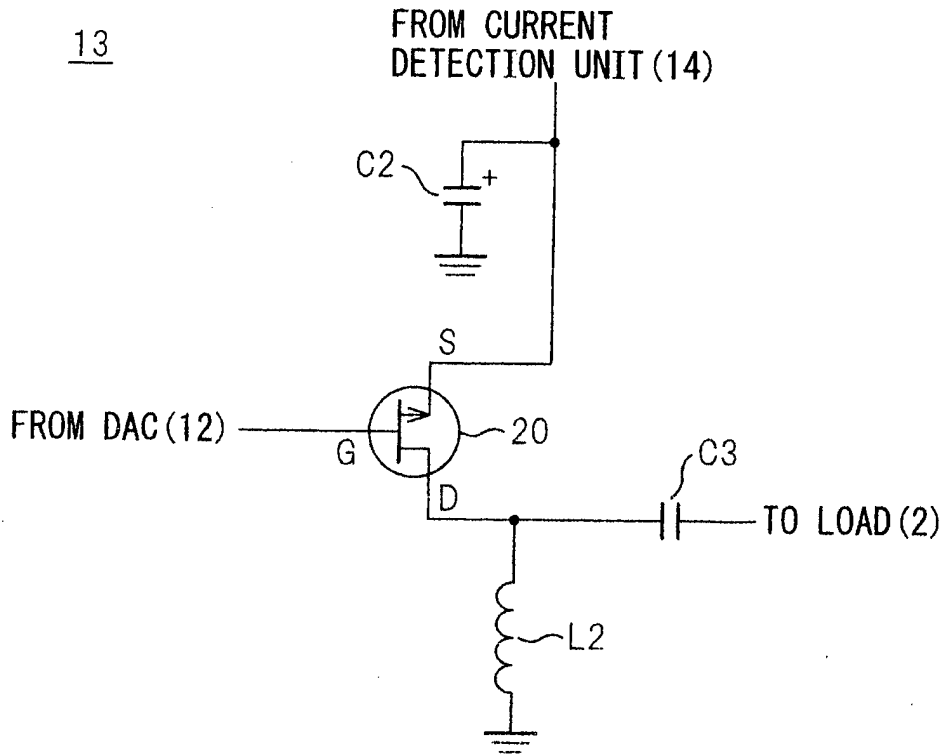 13
FROM CURRENT
DETECTION UNIT(14)
C2
+
S
FROM DAC(12)
G
20
D
C3
TO LOAD(2)
L2